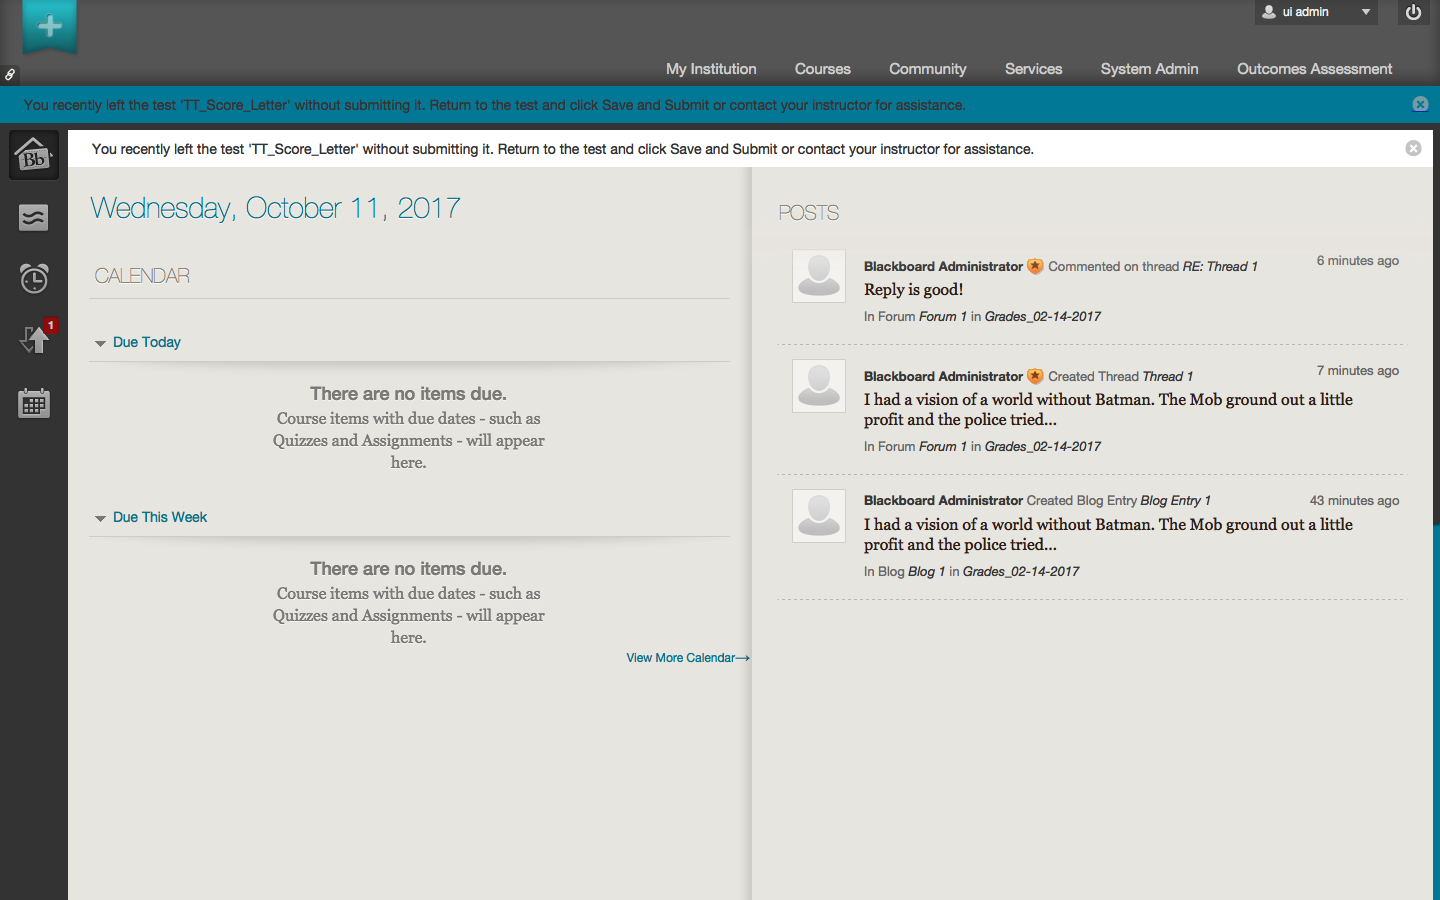 ui admin
My Institution Courses Community Services System Admin Outcomes Assessment
You recently left the test 'TT_Score_Letter' without submitting it. Return to the test and click Save and Submit or contact your instructor for assistance.
You recently left the test 'TT_Score_Letter' without submitting it. Return to the test and click Save and Submit or contact your instructor for assistance.
Bb
1
Wednesday, October 11, 2017
CALENDAR
Due Today
There are no items due.
Course items with due dates - such as
Quizzes and Assignments - will appear
here.
Due This Week
There are no items due.
Course items with due dates - such as
Quizzes and Assignments - will appear
here.
View More Calendar→
POSTS
Blackboard Administrator Commented on thread RE: Thread 1 6 minutes ago
Reply is good!
In Forum Forum 1 in Grades_02-14-2017
Blackboard Administrator Created Thread Thread 1 7 minutes ago
I had a vision of a world without Batman. The Mob ground out a little
profit and the police tried...
In Forum Forum 1 in Grades_02-14-2017
Blackboard Administrator Created Blog Entry Blog Entry 1 43 minutes ago
I had a vision of a world without Batman. The Mob ground out a little
profit and the police tried...
In Blog Blog 1 in Grades_02-14-2017